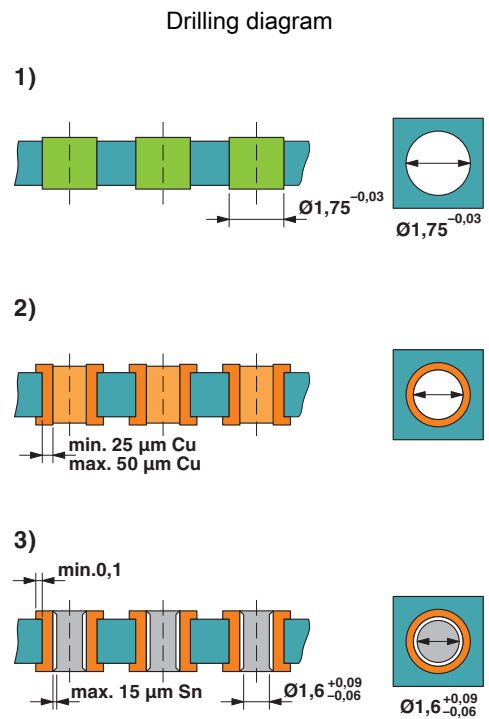 Drilling diagram
1)
Ø1,75 –0,03
Ø1,75 –0,03
2)
min. 25 µm Cu
max. 50 µm Cu
3)
min.0,1
max. 15 µm Sn
Ø1,6 +0,09 –0,06
Ø1,6 +0,09 –0,06